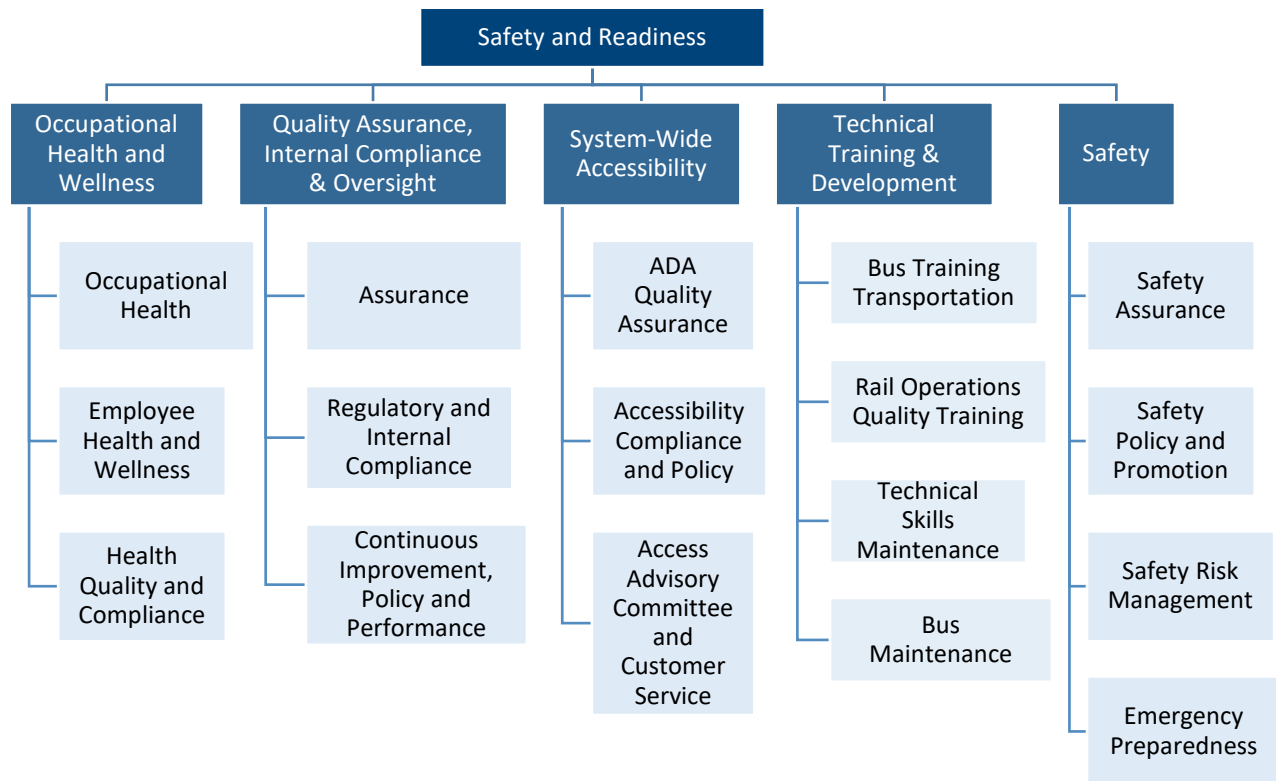 Safety and Readiness
Occupational
Health and
Wellness
Occupational
Health
Employee
Health and
Wellness
Health
Quality and
Compliance
Quality Assurance,
Internal Compliance
& Oversight
Assurance
Regulatory and
Internal
Compliance
Continuous
Improvement,
Policy and
Performance
System-Wide
Accessibility
ADA
Quality
Assurance
Accessibility
Compliance
and Policy
Access
Advisory
Committee
and
Customer
Service
Technical
Training &
Development
Bus Training
Transportation
Rail Operations
Quality Training
Technical
Skills
Maintenance
Bus
Maintenance
Safety
Safety
Assurance
Safety
Policy and
Promotion
Safety Risk
Management
Emergency
Preparedness